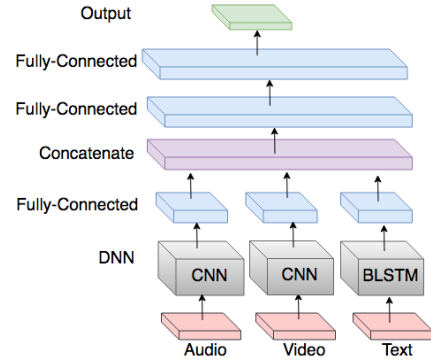 Output
Fully-Connected
Fully-Connected
Concatenate
Fully-Connected
DNN
CNN
CNN
BLSTM
Audio
Video
Text